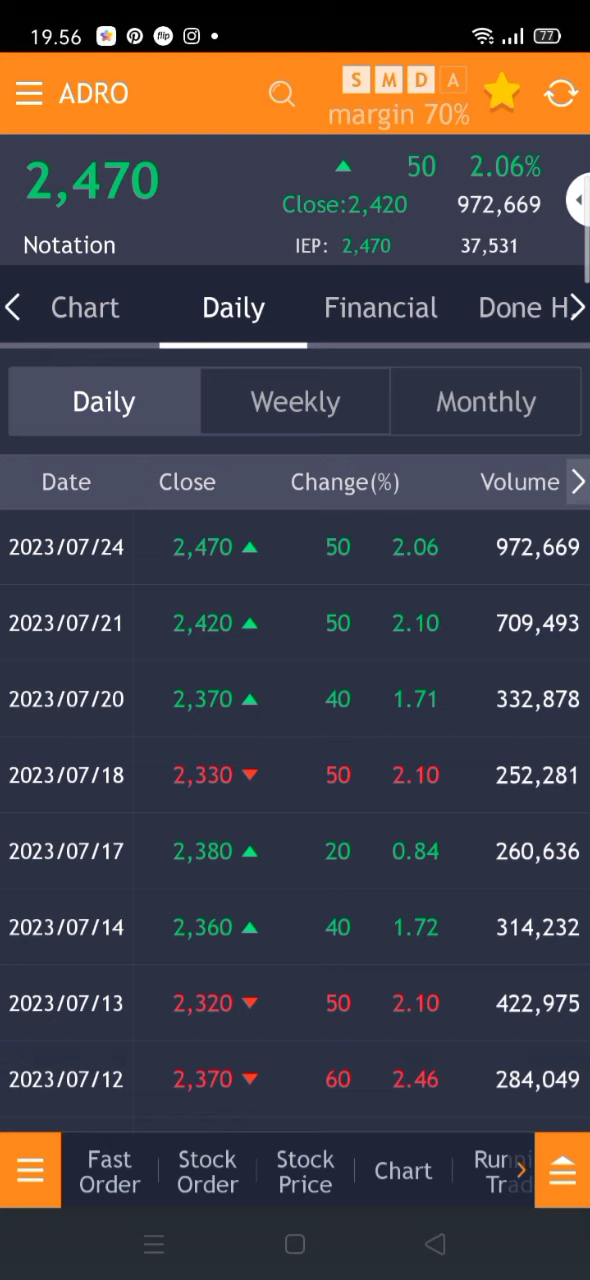 19.56 flip 77
ADRO S M D A
margin 70%
2,470 ▲ 50 2.06%
Close:2,420 972,669
Notation IEP: 2,470 37,531
Chart Daily Financial Done H
Daily Weekly Monthly
Date Close Change(%) Volume
2023/07/24 2,470 ▲ 50 2.06 972,669
2023/07/21 2,420 ▲ 50 2.10 709,493
2023/07/20 2,370 ▲ 40 1.71 332,878
2023/07/18 2,330 ▼ 50 2.10 252,281
2023/07/17 2,380 ▲ 20 0.84 260,636
2023/07/14 2,360 ▲ 40 1.72 314,232
2023/07/13 2,320 ▼ 50 2.10 422,975
2023/07/12 2,370 ▼ 60 2.46 284,049
Fast Stock Stock Chart Runni
Order Order Price Trad